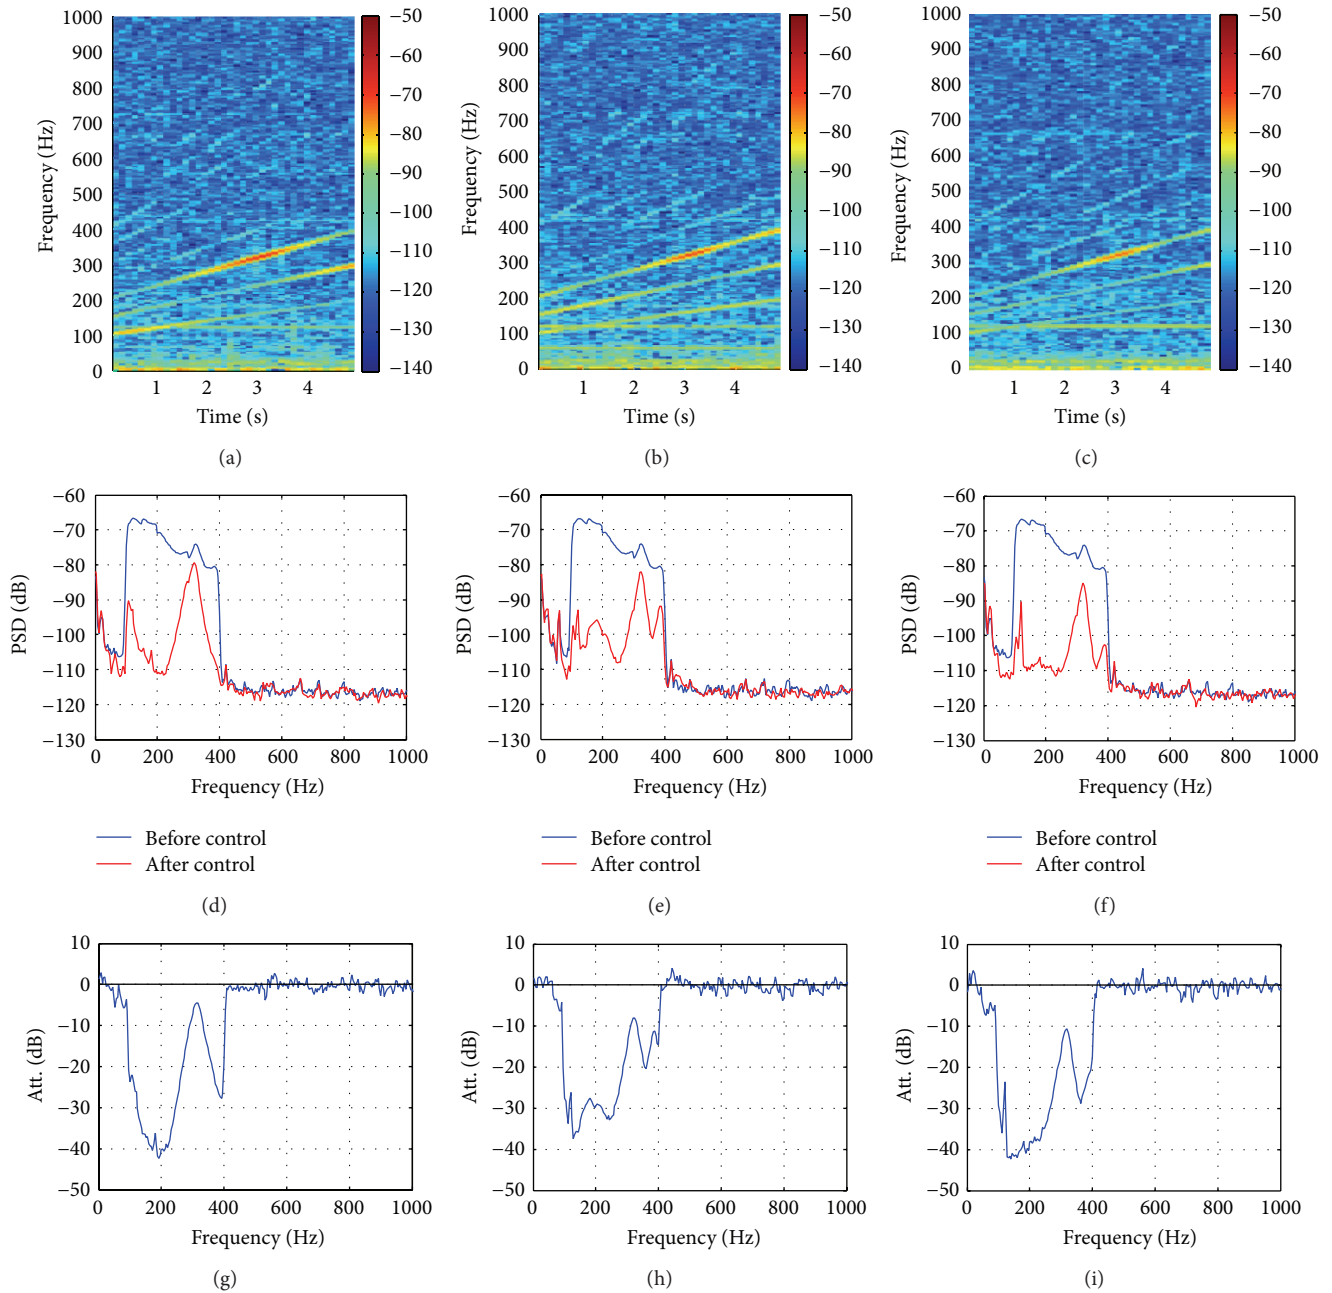 1000
900
800
700
600
500
400
300
200
100
0
Frequency (Hz)
1 2 3 4
Time (s)
−50
−60
−70
−80
−90
−100
−110
−120
−130
−140
(a)
1000
900
800
700
600
500
400
300
200
100
0
Frequency (Hz)
1 2 3 4
Time (s)
−50
−60
−70
−80
−90
−100
−110
−120
−130
−140
(b)
1000
900
800
700
600
500
400
300
200
100
0
Frequency (Hz)
1 2 3 4
Time (s)
−50
−60
−70
−80
−90
−100
−110
−120
−130
−140
(c)
−60
−70
−80
−90
−100
−110
−120
−130
PSD (dB)
0 200 400 600 800 1000
Frequency (Hz)
Before control
After control
(d)
−60
−70
−80
−90
−100
−110
−120
−130
PSD (dB)
0 200 400 600 800 1000
Frequency (Hz)
Before control
After control
(e)
−60
−70
−80
−90
−100
−110
−120
−130
PSD (dB)
0 200 400 600 800 1000
Frequency (Hz)
Before control
After control
(f)
10
0
−10
−20
−30
−40
−50
Att. (dB)
0 200 400 600 800 1000
Frequency (Hz)
(g)
10
0
−10
−20
−30
−40
−50
Att. (dB)
0 200 400 600 800 1000
Frequency (Hz)
(h)
10
0
−10
−20
−30
−40
−50
Att. (dB)
0 200 400 600 800 1000
Frequency (Hz)
(i)